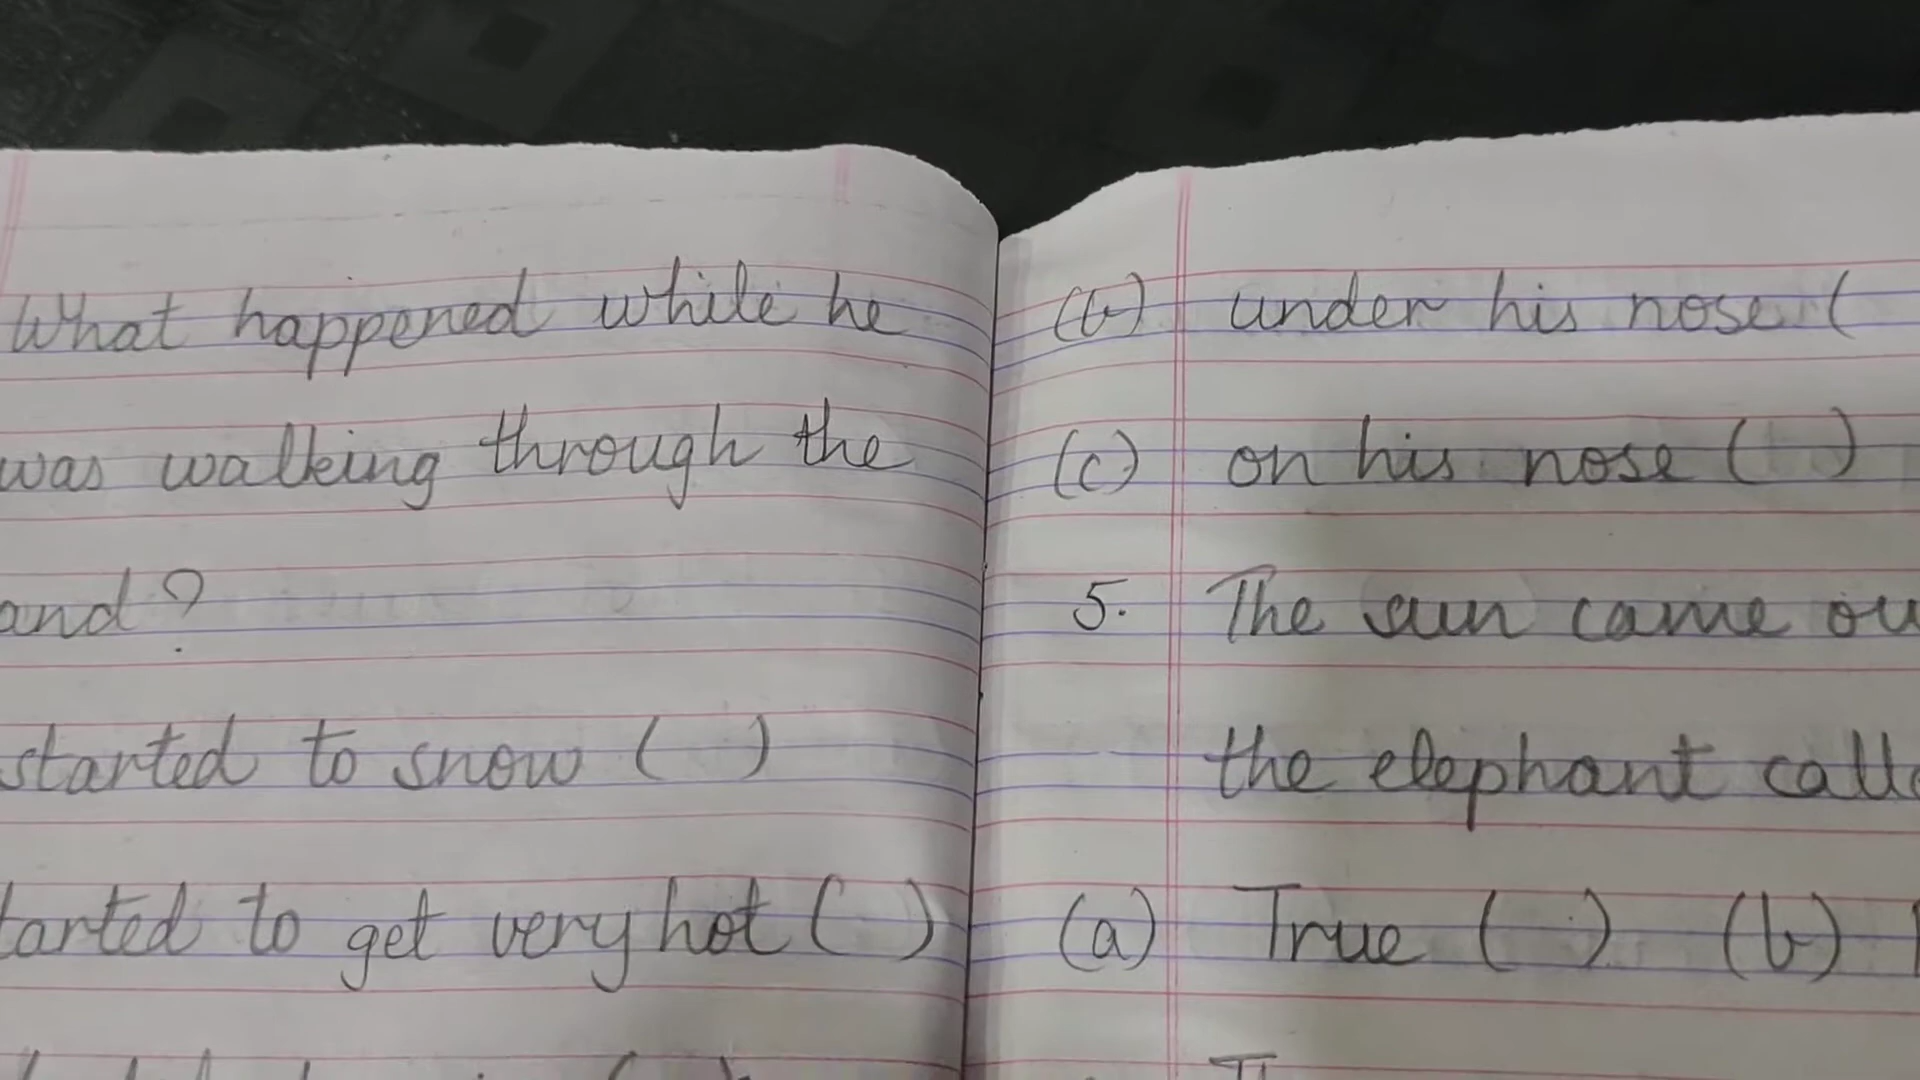 What happened while he
was walking through the
and?
started to snow ( )
tarted to get very hot ( )
(b) under his nose (
(c) on his nose ( )
5. The sun came ou
the elephant call
(a) True ( ) (b)